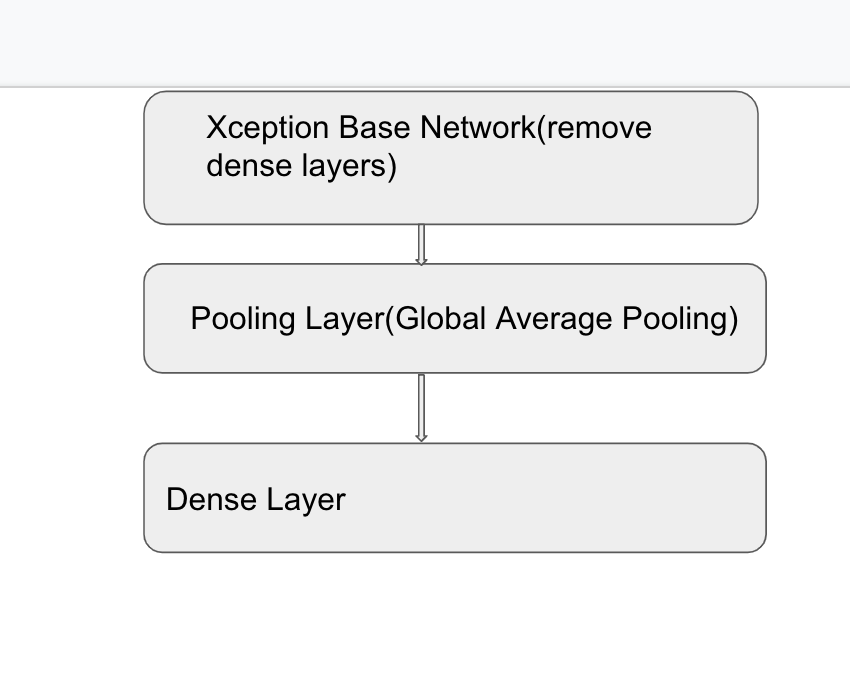 Xception Base Network(remove
dense layers)
Pooling Layer(Global Average Pooling)
Dense Layer